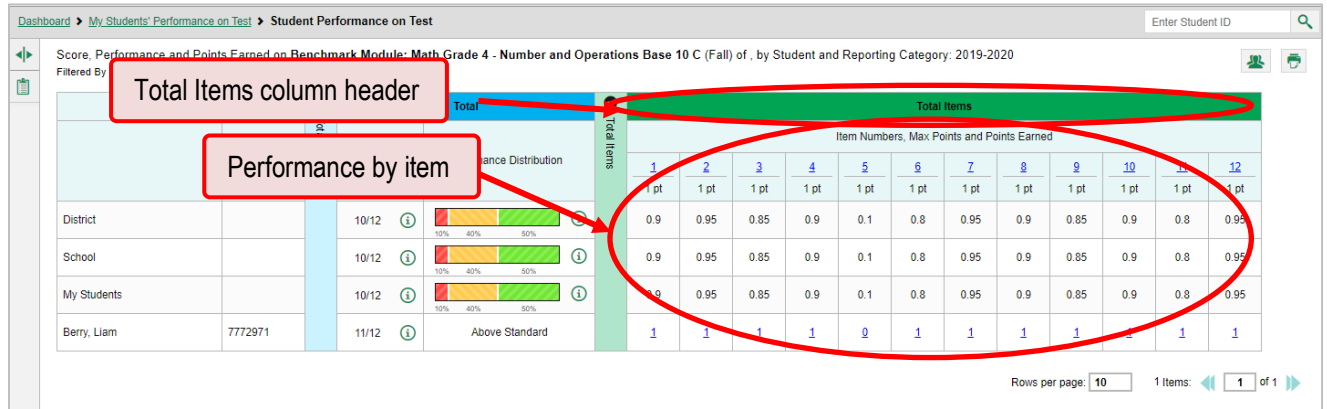 Dashboard > My Students' Performance on Test > Student Performance on Test
Enter Student ID
Score, Performance and Points Earned on Benchmark Module: Math Grade 4 - Number and Operations Base 10 C (Fall) of , by Student and Reporting Category: 2019-2020
Filtered By
Total Items column header
Performance by item
Total
Total Items
Total Items
Item Numbers, Max Points and Points Earned
Distribution
1 2 3 4 5 6 7 8 9 10 11 12
1 pt 1 pt 1 pt 1 pt 1 pt 1 pt 1 pt 1 pt 1 pt 1 pt 1 pt 1 pt
District 10/12 0.9 0.95 0.85 0.9 0.1 0.8 0.95 0.9 0.85 0.9 0.8 0.95
10% 40% 50%
School 10/12 0.9 0.95 0.85 0.9 0.1 0.8 0.95 0.9 0.85 0.9 0.8 0.95
10% 40% 50%
My Students 10/12 0.9 0.95 0.85 0.9 0.1 0.8 0.95 0.9 0.85 0.9 0.8 0.95
10% 40% 50%
Berry, Liam 7772971 11/12 Above Standard 1 1 1 1 0 1 1 1 1 1 1 1
Rows per page: 10 1 Items: 1 of 1